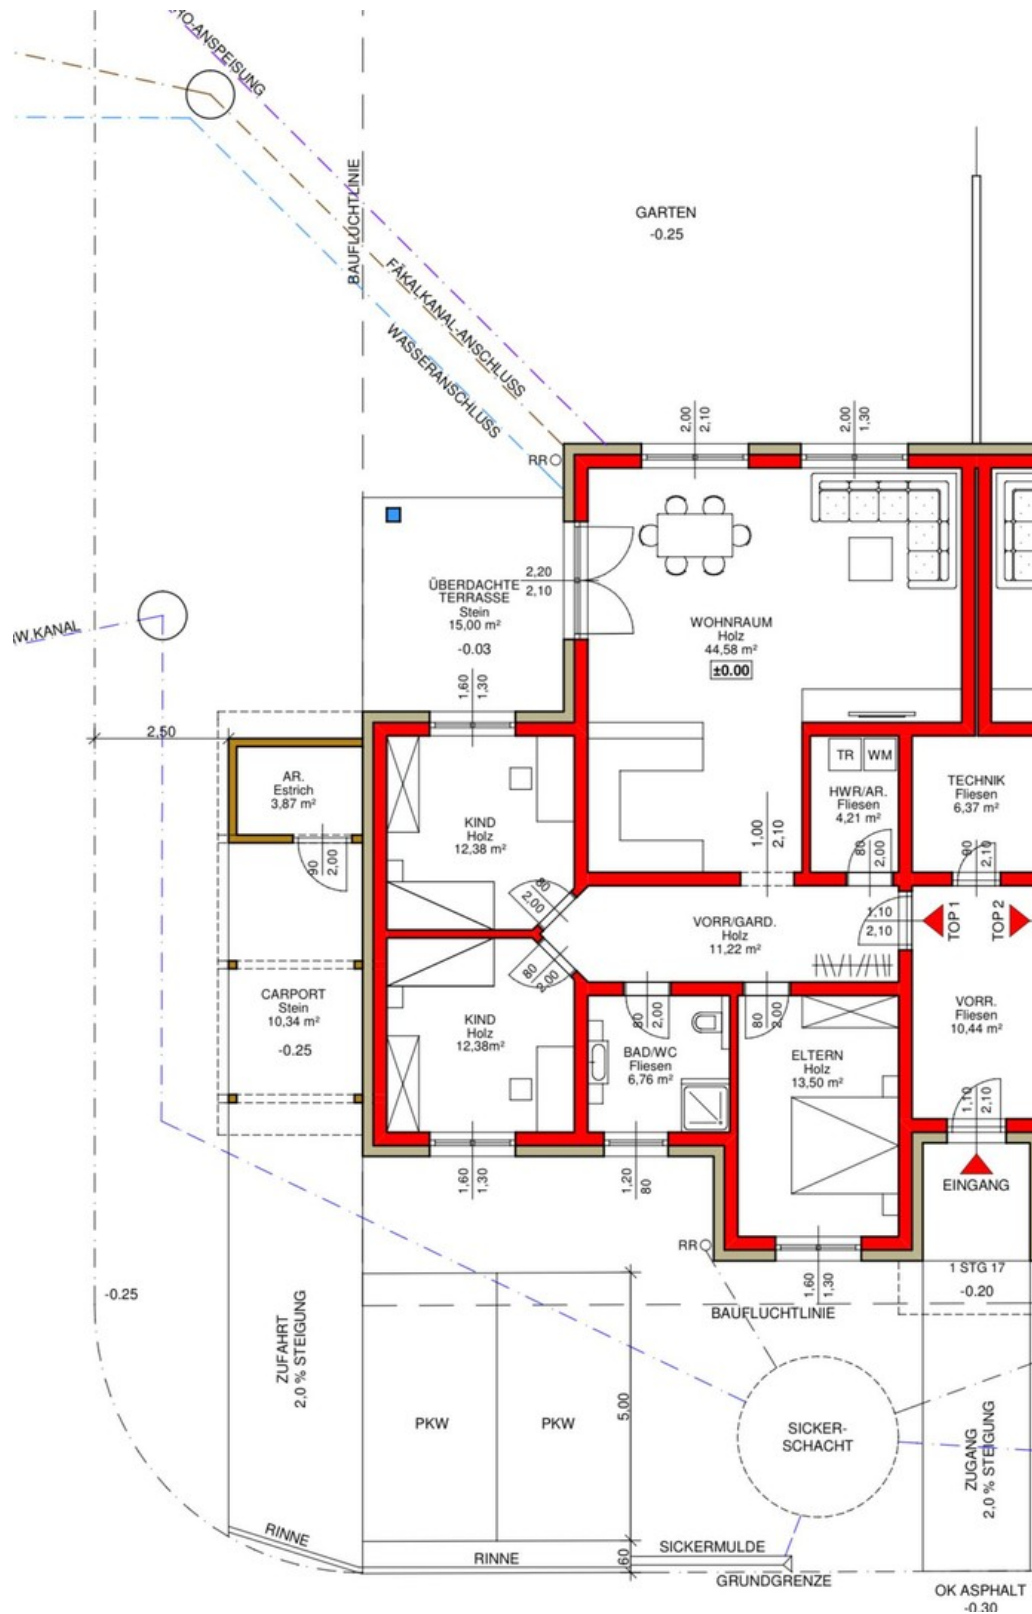 HO-ANSPEISUNG
BAUFLUCHTLINIE
FÄKALKANAL-ANSCHLUSS
WASSERANSCHLUSS
GARTEN
-0.25
2,00
2,10
2,00
1,30
RR
2,20
2,10
ÜBERDACHTE
TERRASSE
Stein
15,00 m²
-0.03
1,60
1,30
WOHNRAUM
Holz
44,58 m²
±0.00
W.KANAL
2,50
AR.
Estrich
3,87 m²
90
2,00
KIND
Holz
12,38 m²
80
2,00
1,00
2,10
TR
WM
HWR/AR.
Fliesen
4,21 m²
80
2,00
TECHNIK
Fliesen
6,37 m²
90
2,10
VORR/GARD.
Holz
11,22 m²
1,10
2,10
TOP 1
TOP 2
CARPORT
Stein
10,34 m²
-0.25
KIND
Holz
12,38m²
80
2,00
80
2,00
BAD/WC
Fliesen
6,76 m²
80
2,00
ELTERN
Holz
13,50 m²
VORR.
Fliesen
10,44 m²
1,10
2,10
1,60
1,30
1,20
80
EINGANG
RR
1,60
1,30
1 STG 17
-0.20
-0.25
BAUFLUCHTLINIE
ZUFAHRT
2,0 % STEIGUNG
PKW
PKW
5,00
SICKER-
SCHACHT
ZUGANG
2,0 % STEIGUNG
RINNE
RINNE
60
SICKERMULDE
GRUNDGRENZE
OK ASPHALT
-0.30